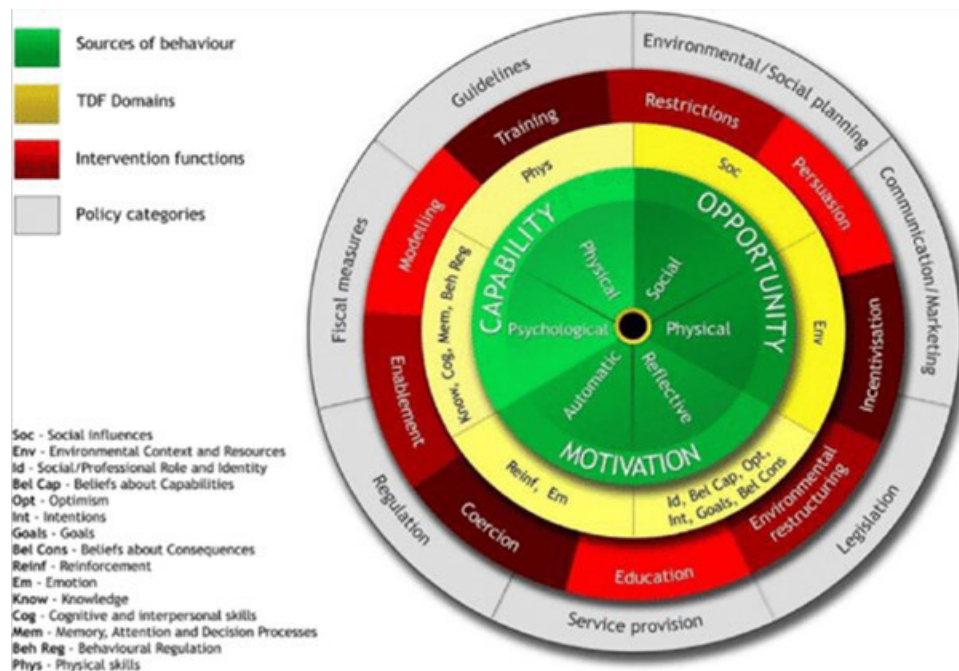 Sources of behaviour
TDF Domains
Intervention functions
Policy categories
Soc - Social influences
Env - Environmental Context and Resources
Id - Social/Professional Role and Identity
Bel Cap - Beliefs about Capabilities
Opt - Optimism
Int - Intentions
Goals - Goals
Bel Cons - Beliefs about Consequences
Reinf - Reinforcement
Em - Emotion
Know - Knowledge
Cog - Cognitive and interpersonal skills
Mem - Memory, Attention and Decision Processes
Beh Reg - Behavioural Regulation
Phys - Physical skills
Guidelines
Environmental/Social planning
Communication/Marketing
Legislation
Service provision
Regulation
Fiscal measures
Training
Restrictions
Persuasion
Incentivisation
Environmental
restructuring
Education
Coercion
Enablement
Modelling
Phys
Soc
Env
Id, Bel Cap, Opt,
Int, Goals, Bel Cons
Reinf, Em
Know, Cog, Mem, Beh Reg
CAPABILITY
OPPORTUNITY
MOTIVATION
Physical
Social
Physical
Reflective
Automatic
Psychological